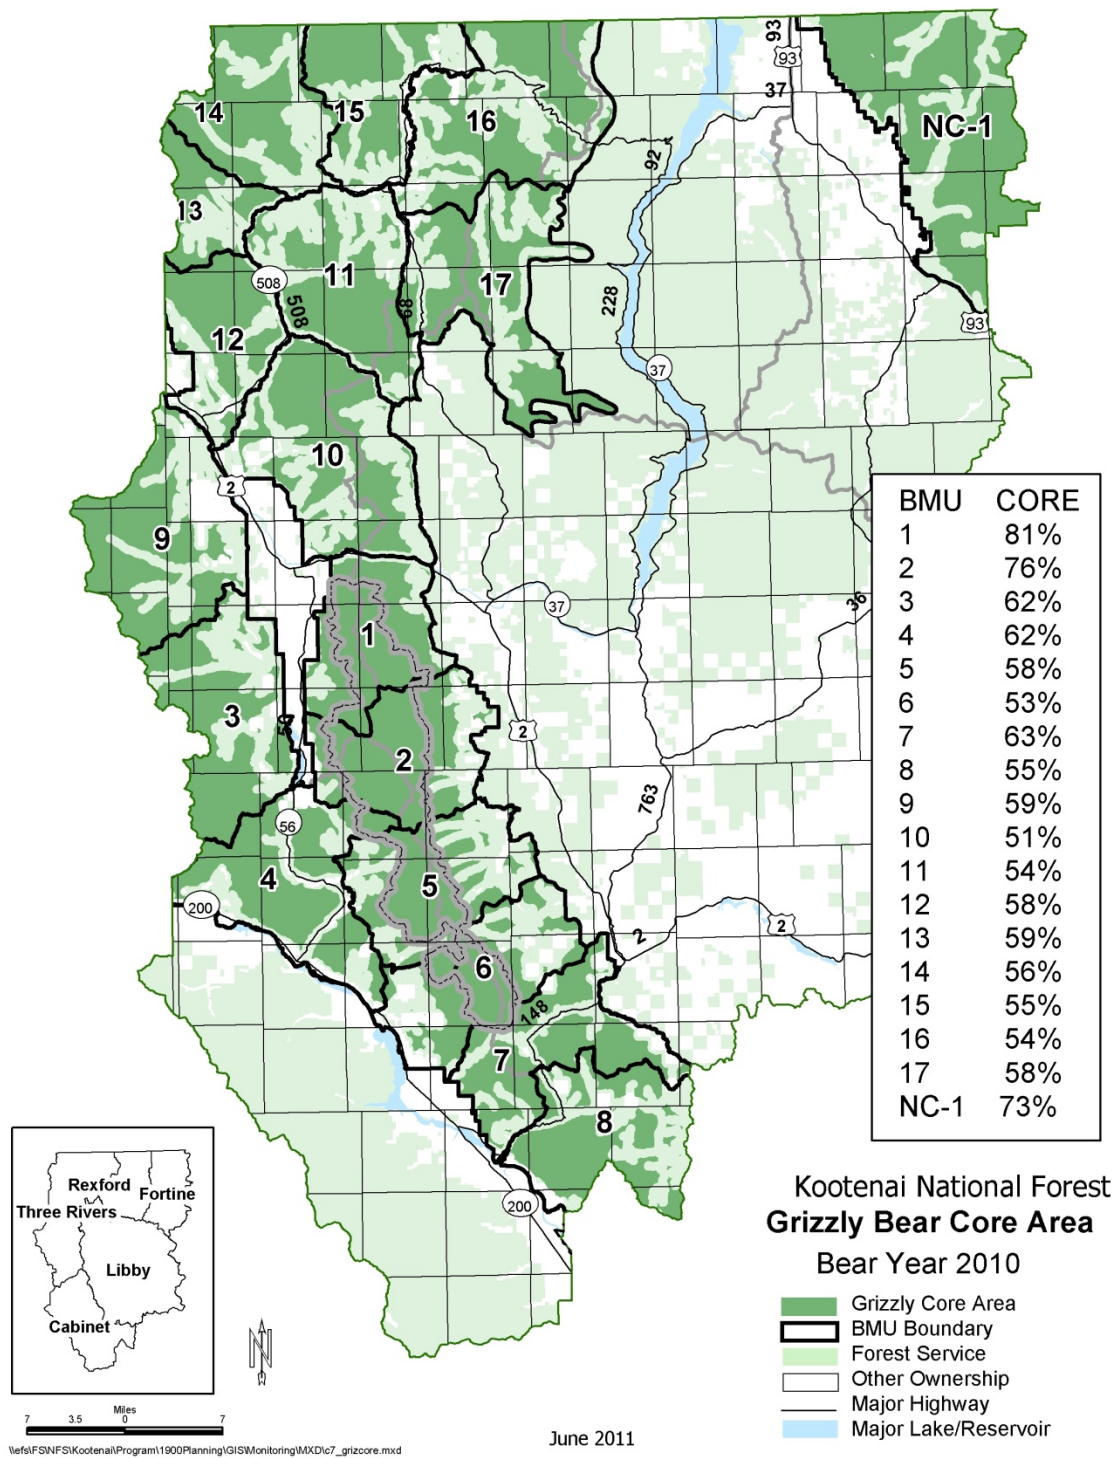 93
93
37
14
15
16
NC-1
92
13
11
17
508
508
68
228
12
93
37
10
2
9
BMU CORE
1 81%
2 76%
3 62%
4 62%
5 58%
6 53%
7 63%
8 55%
9 59%
10 51%
11 54%
12 58%
13 59%
14 56%
15 55%
16 54%
17 58%
NC-1 73%
37
36
1
3
2
2
763
56
4
5
200
2
2
6
148
7
8
200
Rexford
Fortine
Three Rivers
Libby
Cabinet
N
Kootenai National Forest
Grizzly Bear Core Area
Bear Year 2010
Grizzly Core Area
BMU Boundary
Forest Service
Other Ownership
Major Highway
Major Lake/Reservoir
Miles
7 3.5 0 7
June 2011
\\efs\FS\NFS\Kootenai\Program\1900Planning\GIS\Monitoring\MXD\c7_grizcore.mxd